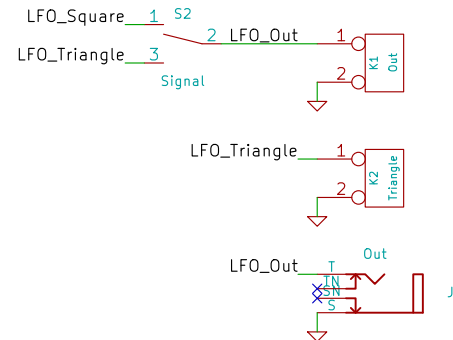 LFO_Square 1 S2
LFO_Triangle 3 2 LFO_Out 1
Signal 2 K1 Out
LFO_Triangle 1
2 K2 Triangle
Out
LFO_Out T
IN
SN
S
J